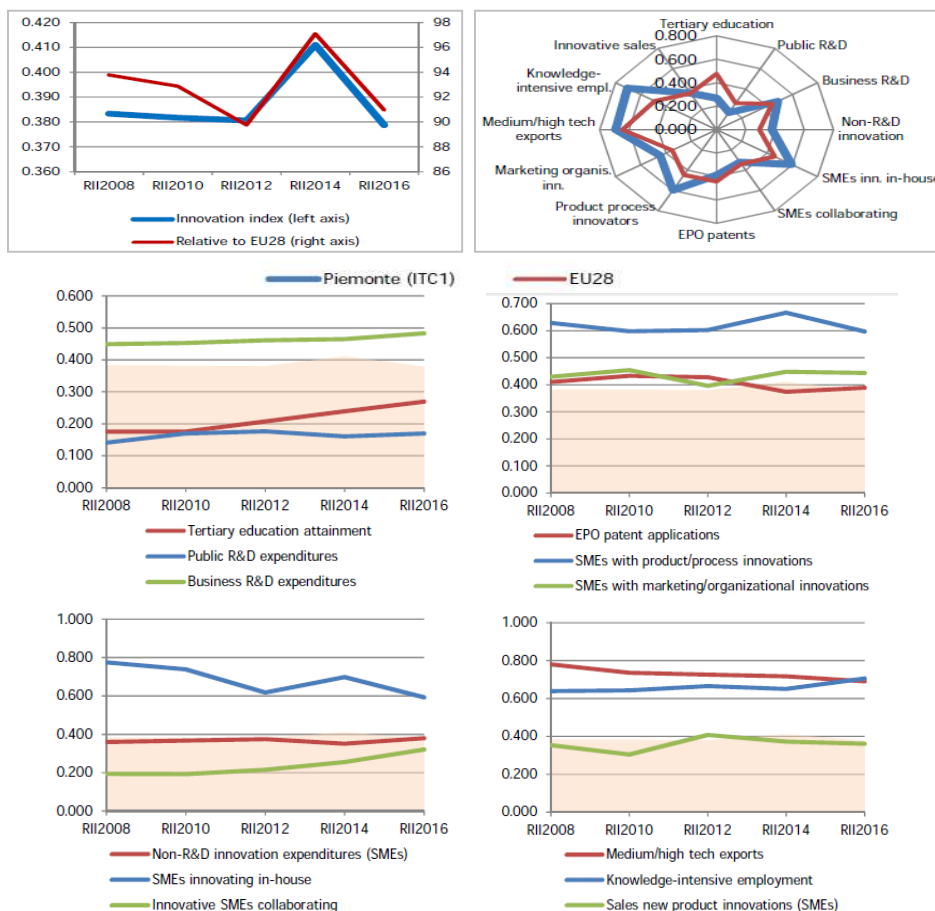 0.420
0.410
0.400
0.390
0.380
0.370
0.360
98
96
94
92
90
88
86
RII2008 RII2010 RII2012 RII2014 RII2016
Innovation index (left axis)
Relative to EU28 (right axis)
Tertiary education
Public R&D
Business R&D
Non-R&D
innovation
SMEs inn. in-house
SMEs collaborating
EPO patents
Product process
innovators
Marketing organis.
inn.
Medium/high tech
exports
Knowledge-
intensive empl.
Innovative sales
0.800
0.600
0.400
0.200
0.000
Piemonte (ITC1)
EU28
0.600
0.500
0.400
0.300
0.200
0.100
0.000
RII2008 RII2010 RII2012 RII2014 RII2016
Tertiary education attainment
Public R&D expenditures
Business R&D expenditures
0.700
0.600
0.500
0.400
0.300
0.200
0.100
0.000
RII2008 RII2010 RII2012 RII2014 RII2016
EPO patent applications
SMEs with product/process innovations
SMEs with marketing/organizational innovations
1.000
0.800
0.600
0.400
0.200
0.000
RII2008 RII2010 RII2012 RII2014 RII2016
Non-R&D innovation expenditures (SMEs)
SMEs innovating in-house
Innovative SMEs collaborating
1.000
0.800
0.600
0.400
0.200
0.000
RII2008 RII2010 RII2012 RII2014 RII2016
Medium/high tech exports
Knowledge-intensive employment
Sales new product innovations (SMEs)